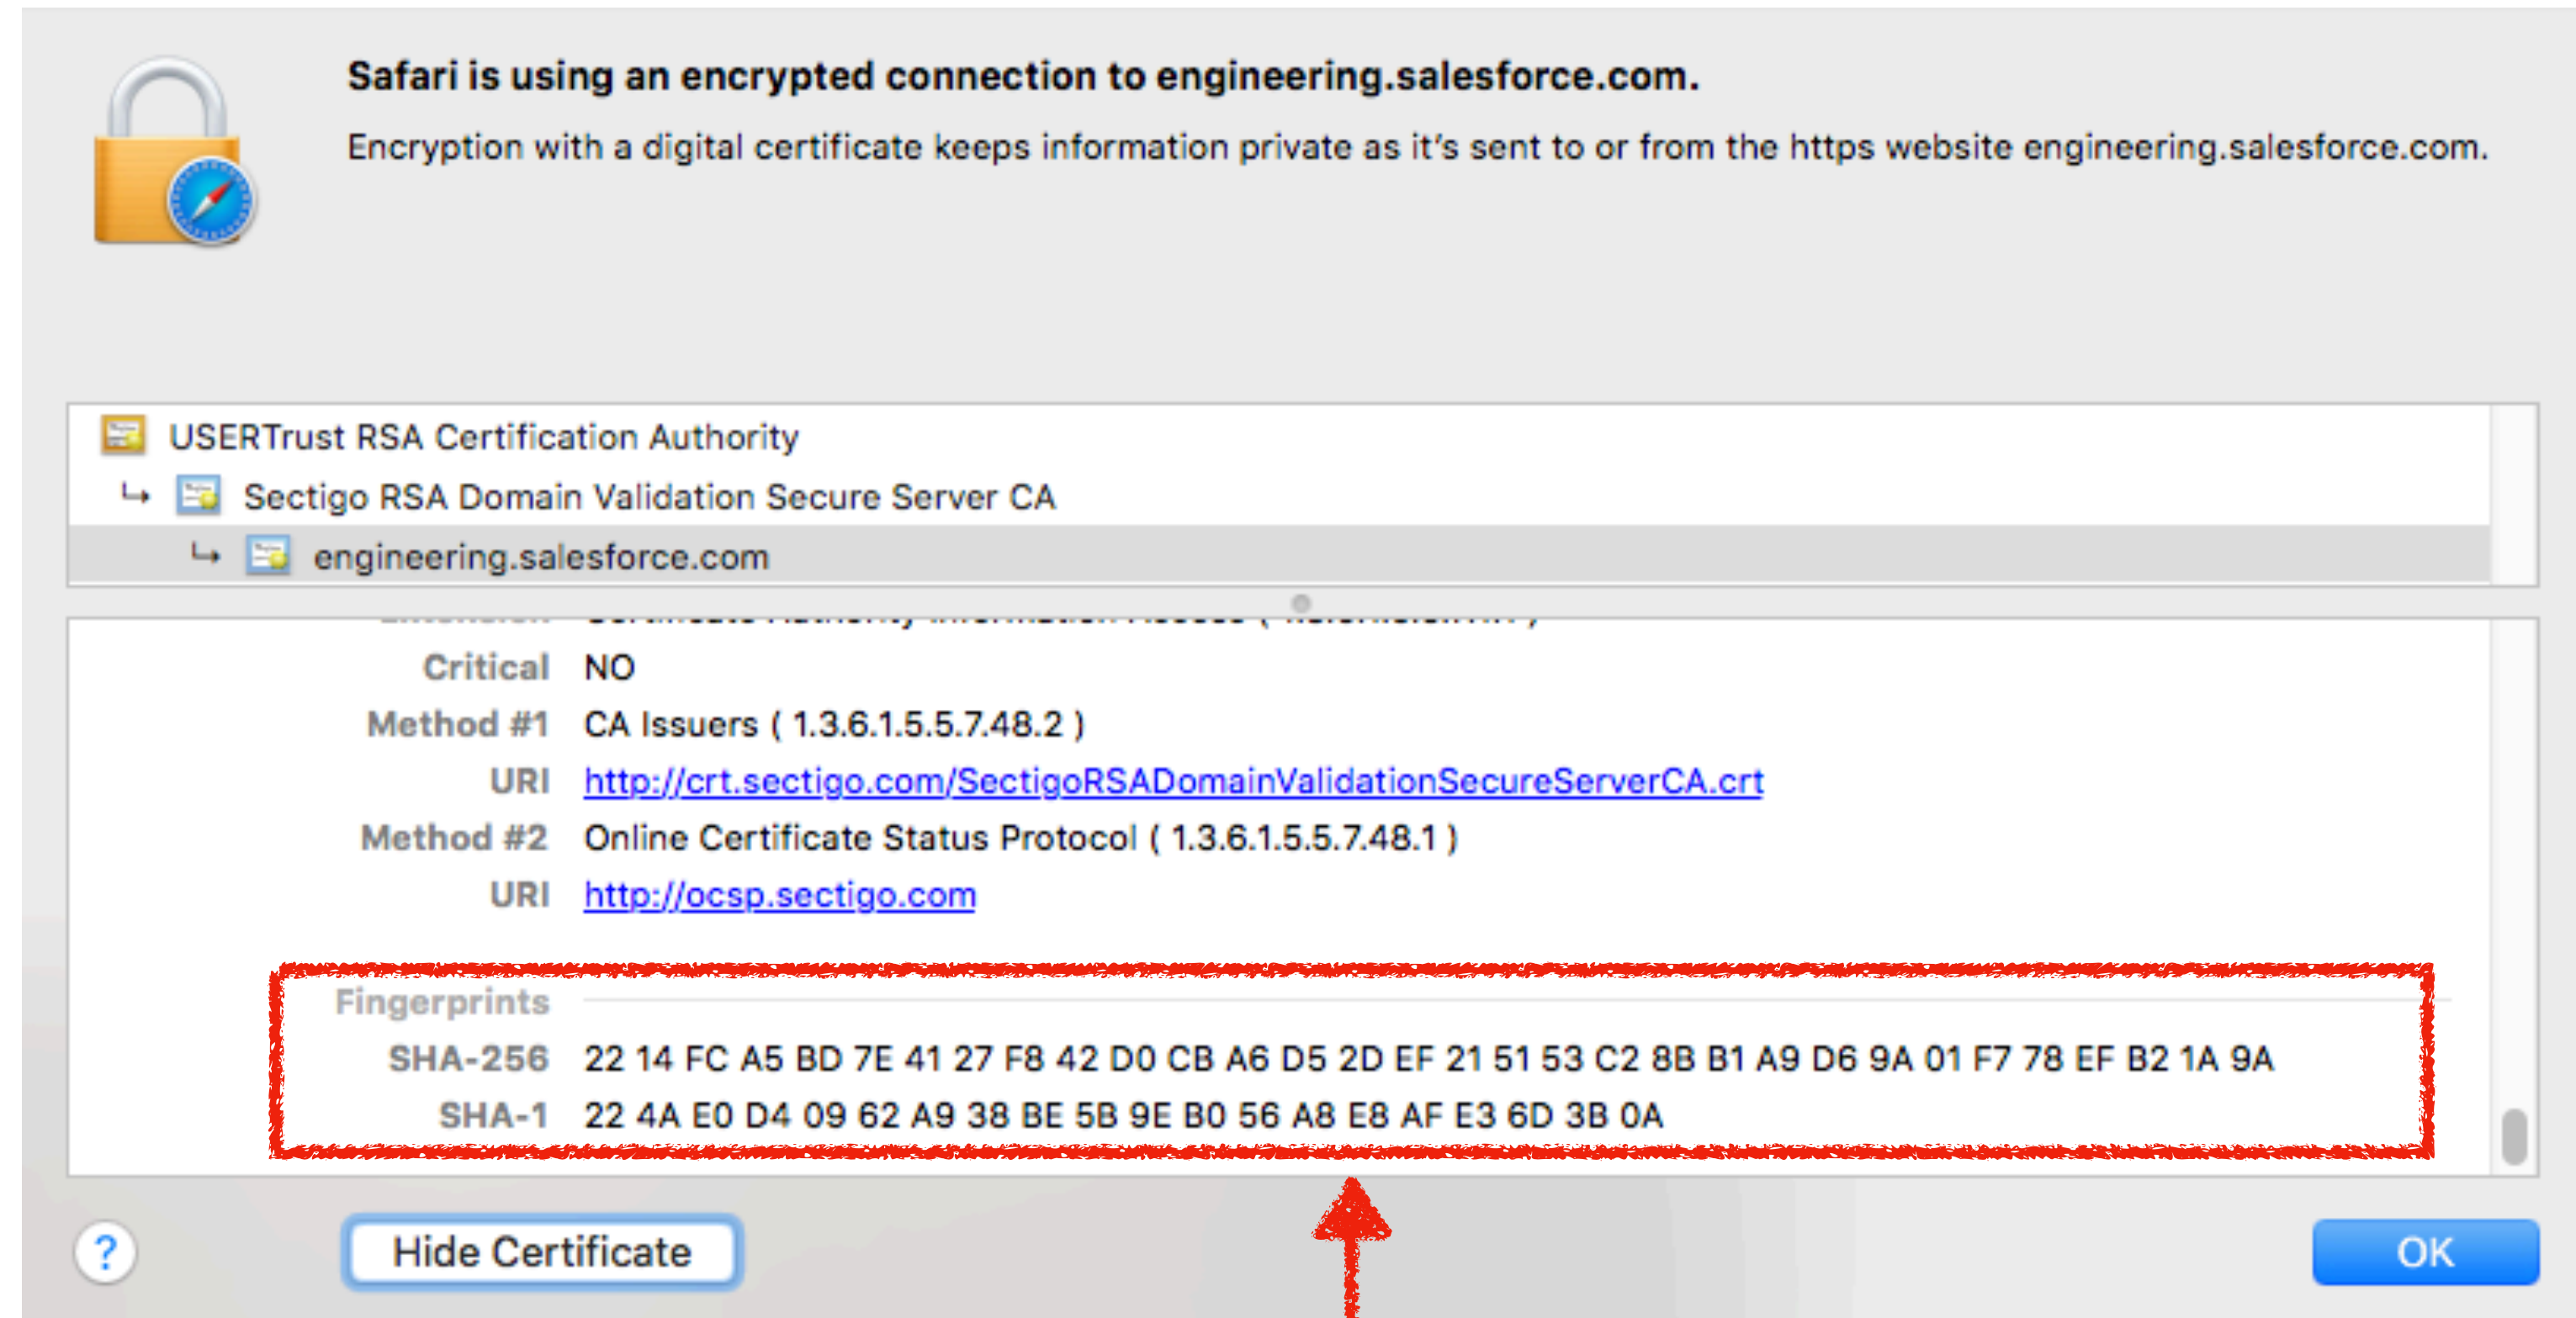 Safari is using an encrypted connection to engineering.salesforce.com.
Encryption with a digital certificate keeps information private as it’s sent to or from the https website engineering.salesforce.com.
USERTrust RSA Certification Authority
Sectigo RSA Domain Validation Secure Server CA
engineering.salesforce.com
Critical NO
Method #1 CA Issuers ( 1.3.6.1.5.5.7.48.2 )
URI http://crt.sectigo.com/SectigoRSADomainValidationSecureServerCA.crt
Method #2 Online Certificate Status Protocol ( 1.3.6.1.5.5.7.48.1 )
URI http://ocsp.sectigo.com
Fingerprints
SHA-256 22 14 FC A5 BD 7E 41 27 F8 42 D0 CB A6 D5 2D EF 21 51 53 C2 8B B1 A9 D6 9A 01 F7 78 EF B2 1A 9A
SHA-1 22 4A E0 D4 09 62 A9 38 BE 5B 9E B0 56 A8 E8 AF E3 6D 3B 0A
? Hide Certificate OK